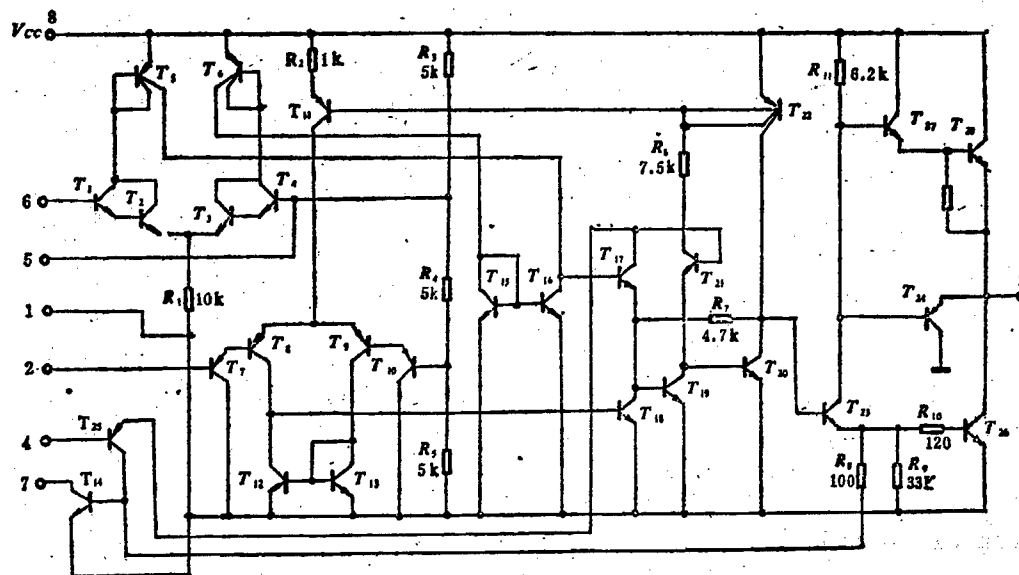 8
Vcc
R₂ 1k
R₃
5k
T₅
T₆
T₁₁
T₂₂
R₁₁ 6.2k
T₂₇
T₂₈
R₆
7.5k
T₁
T₂
T₃
T₄
6
5
R₁ 10k
R₄
5k
T₁₅
T₁₆
T₁₇
T₂₁
R₇
4.7k
T₂₄
1
2
T₇
T₈
T₉
T₁₀
T₁₈
T₁₉
T₂₀
T₂₃
R₁₀
120
T₂₆
4
T₂₅
7
T₁₄
T₁₂
T₁₃
R₅
5k
R₈
100
R₉
33K